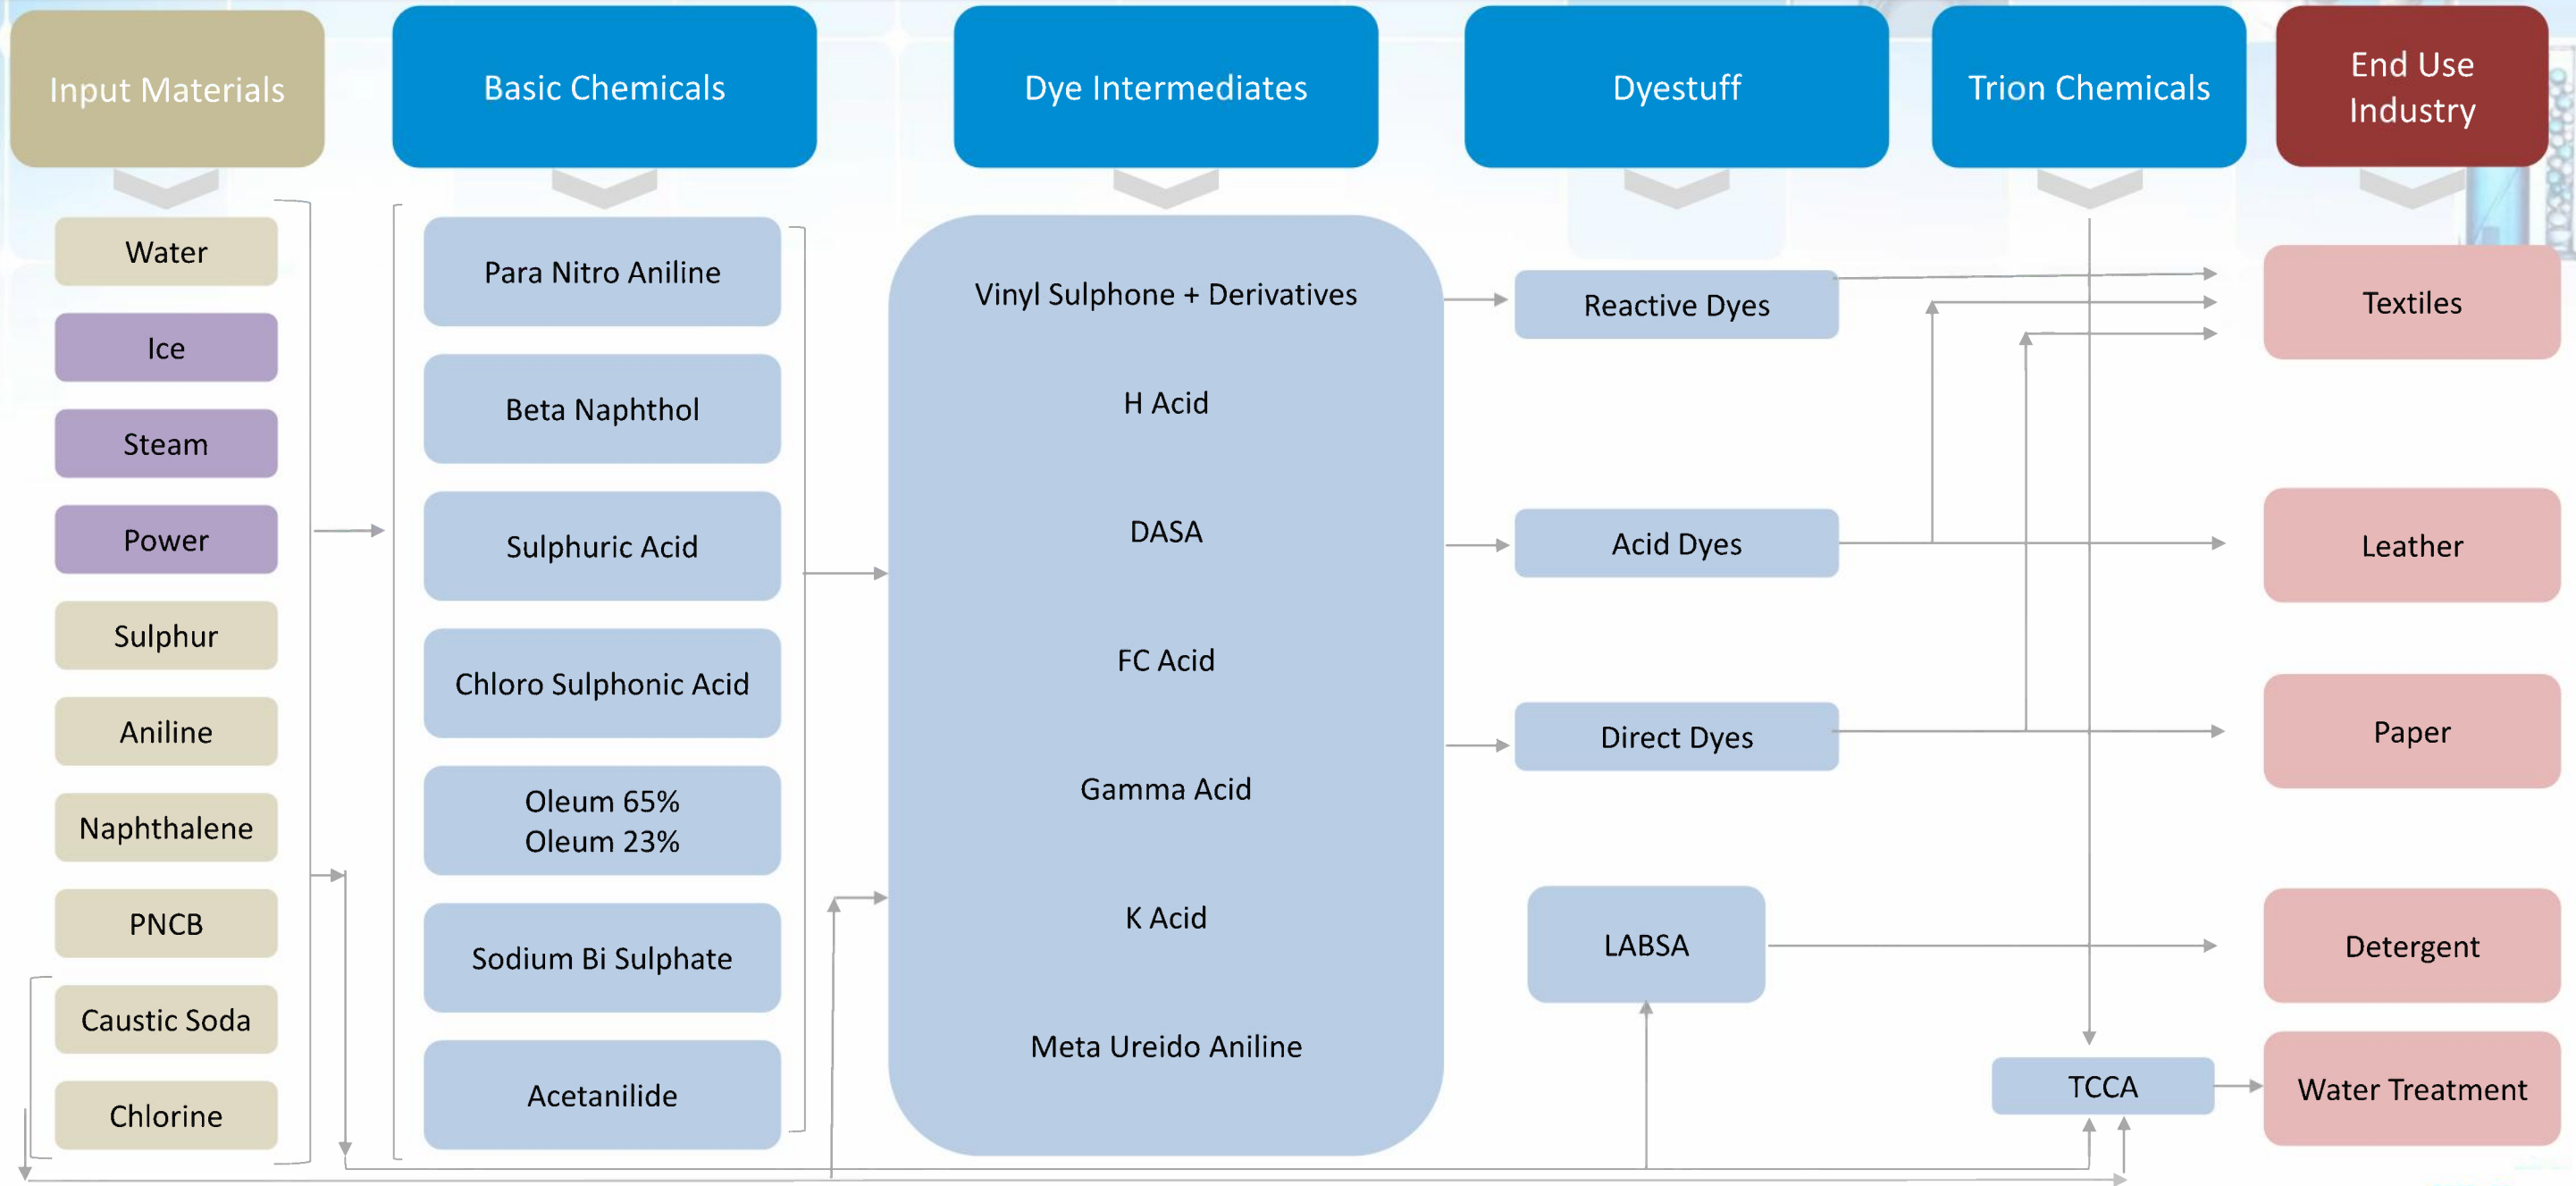 Input Materials
Basic Chemicals
Dye Intermediates
Dyestuff
Trion Chemicals
End Use
Industry
Water
Ice
Steam
Power
Sulphur
Aniline
Naphthalene
PNCB
Caustic Soda
Chlorine
Para Nitro Aniline
Beta Naphthol
Sulphuric Acid
Chloro Sulphonic Acid
Oleum 65%
Oleum 23%
Sodium Bi Sulphate
Acetanilide
Vinyl Sulphone + Derivatives
H Acid
DASA
FC Acid
Gamma Acid
K Acid
Meta Ureido Aniline
Reactive Dyes
Acid Dyes
Direct Dyes
LABSA
TCCA
Textiles
Leather
Paper
Detergent
Water Treatment